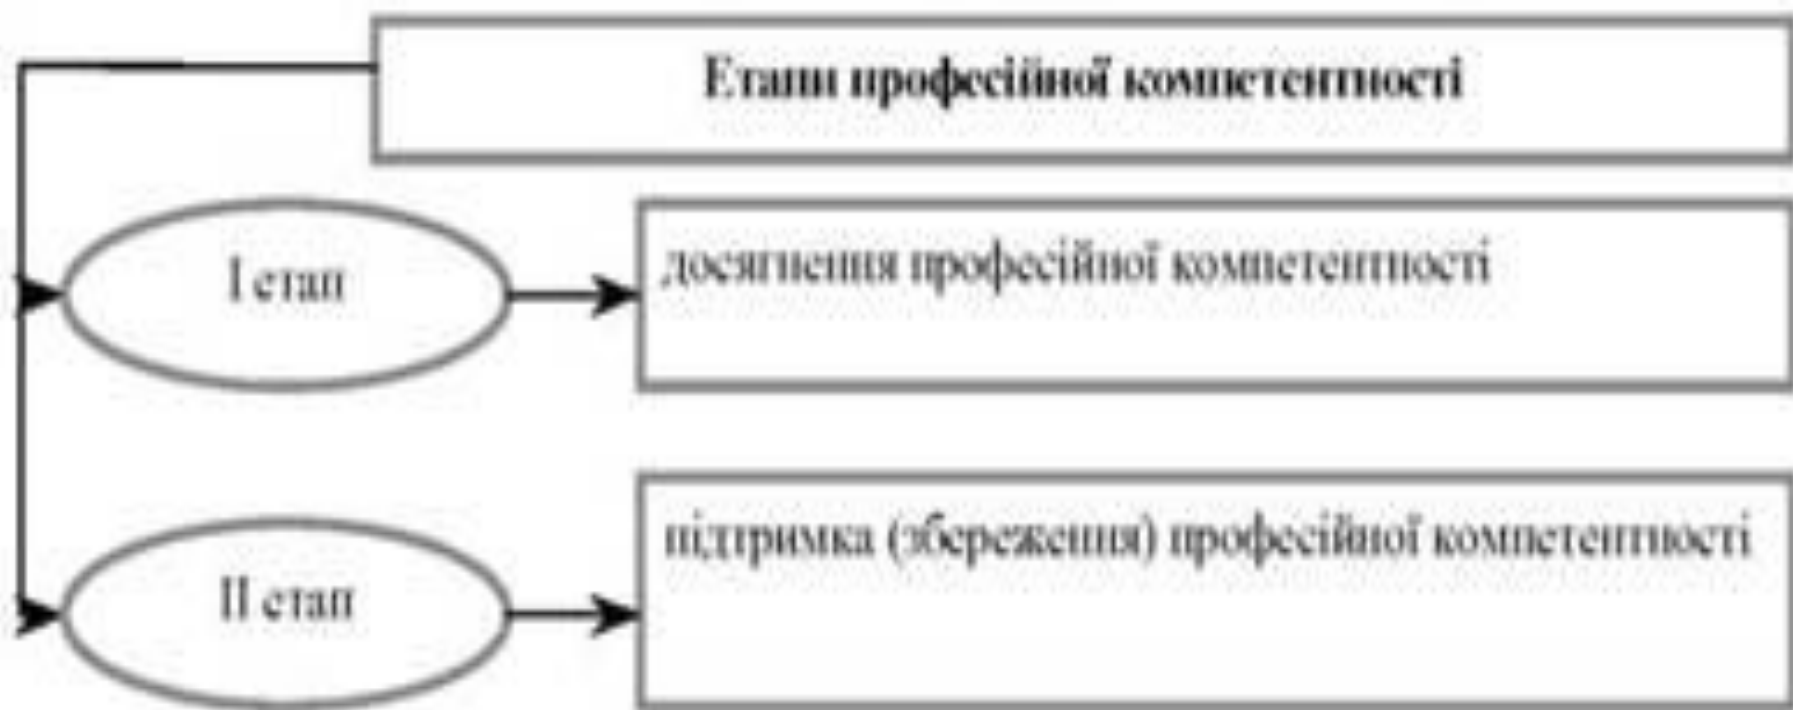 Етапи професійної компетентності
І етап
досягнення професійної компетентності
ІІ етап
підтримка (збереження) професійної компетентності